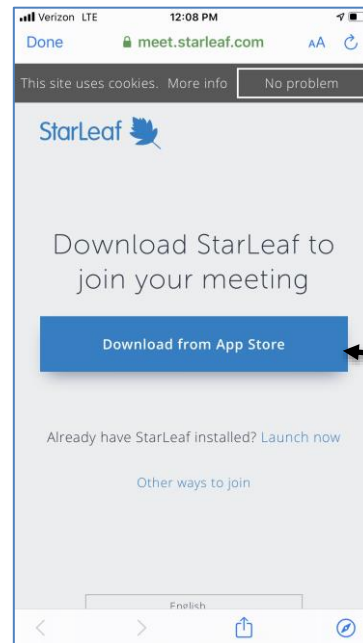 Verizon LTE 12:08 PM
Done meet.starleaf.com AA
This site uses cookies. More info No problem
StarLeaf
Download StarLeaf to
join your meeting
Download from App Store
Already have StarLeaf installed? Launch now
Other ways to join
English